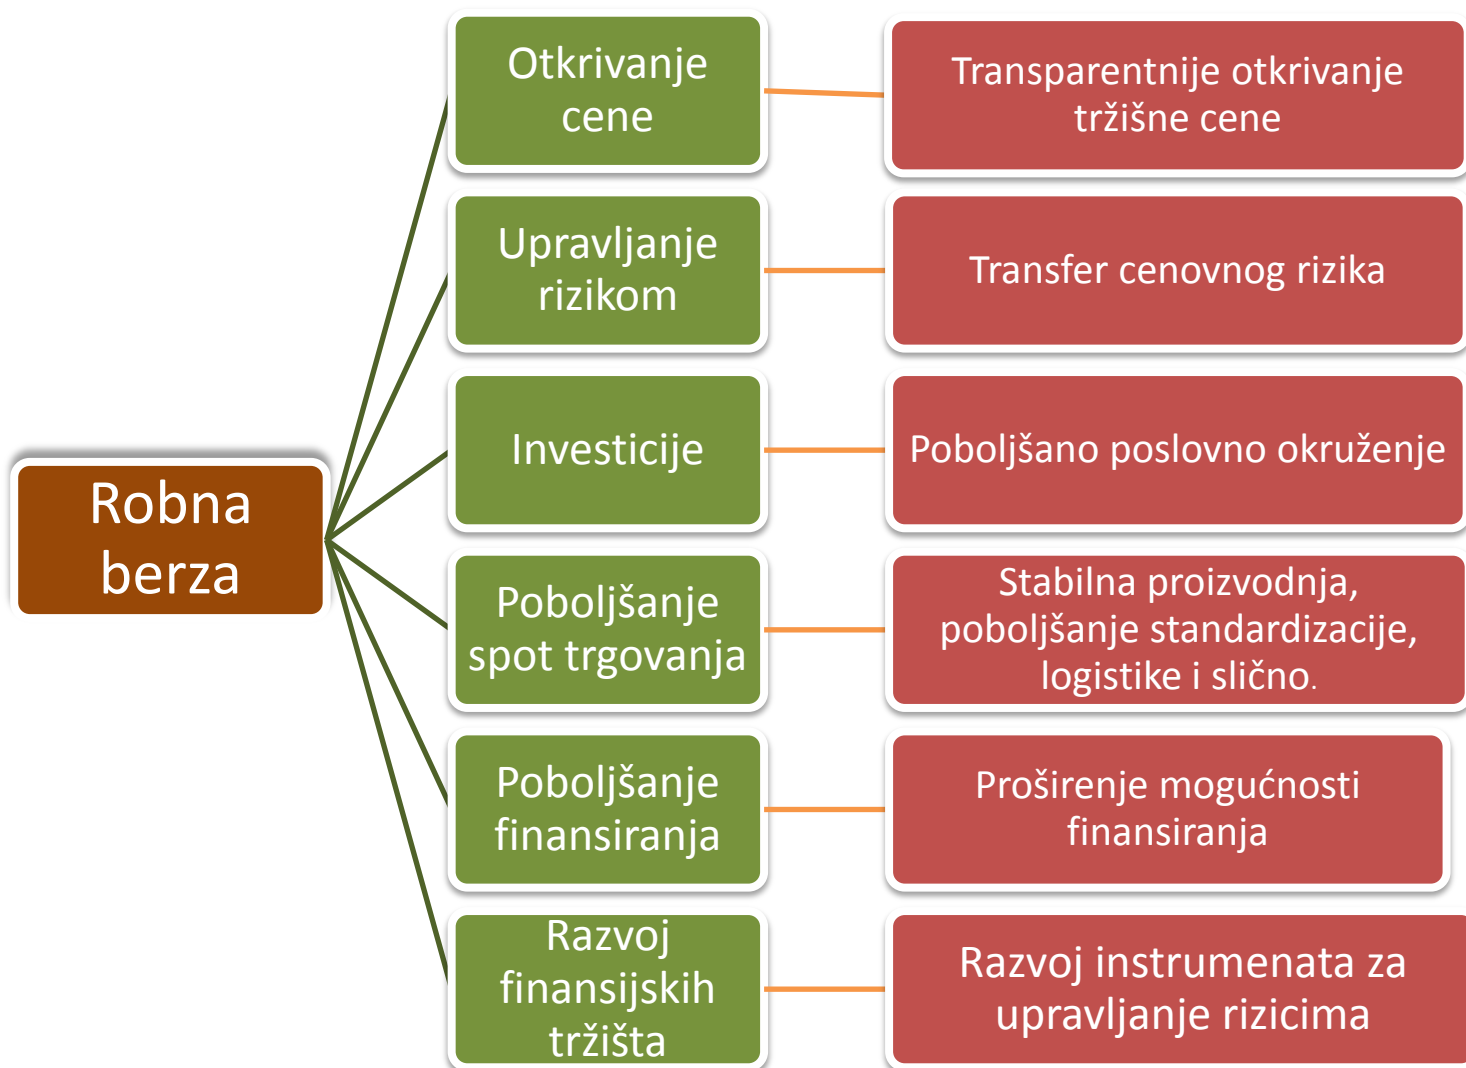 Robna
berza
Otkrivanje
cene
Transparentnije otkrivanje
tržišne cene
Upravljanje
rizikom
Transfer cenovnog rizika
Investicije
Poboljšano poslovno okruženje
Poboljšanje
spot trgovanja
Stabilna proizvodnja,
poboljšanje standardizacije,
logistike i slično.
Poboljšanje
finansiranja
Proširenje mogućnosti
finansiranja
Razvoj
finansijskih
tržišta
Razvoj instrumenata za
upravljanje rizicima